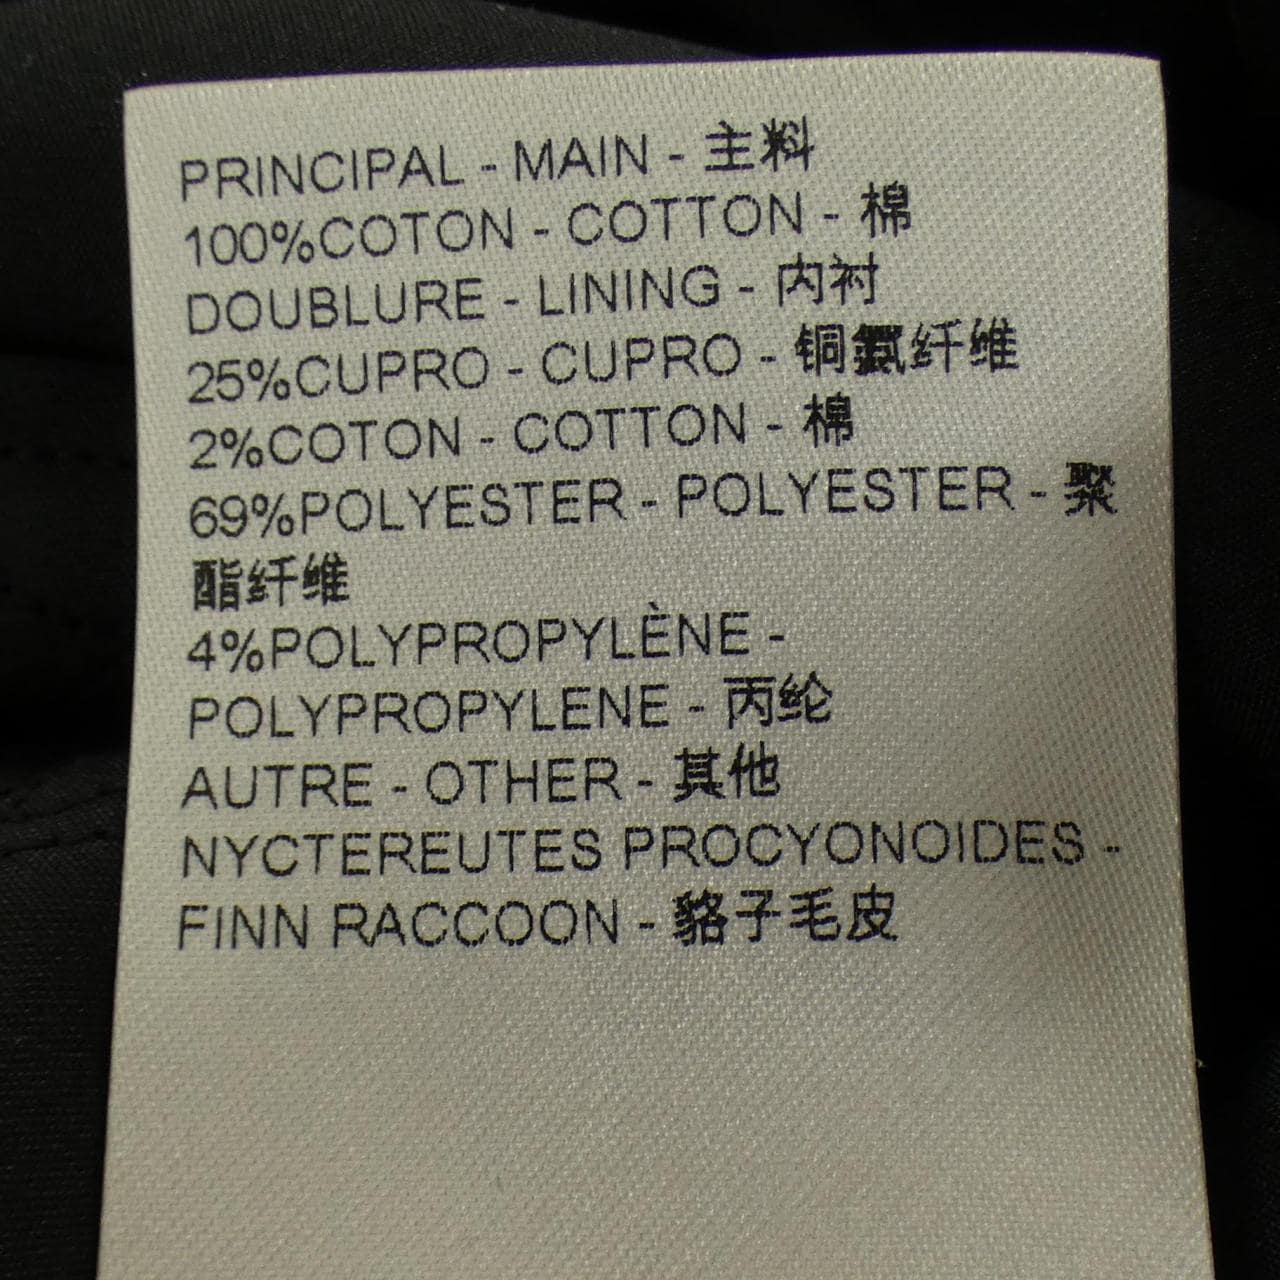 PRINCIPAL - MAIN - 主料
100%COTON - COTTON - 棉
DOUBLURE - LINING - 内衬
25%CUPRO - CUPRO - 铜氨纤维
2%COTON - COTTON - 棉
69%POLYESTER - POLYESTER - 聚
酯纤维
4%POLYPROPYLÈNE -
POLYPROPYLENE - 丙纶
AUTRE - OTHER - 其他
NYCTEREUTES PROCYONOIDES -
FINN RACCOON - 貉子毛皮